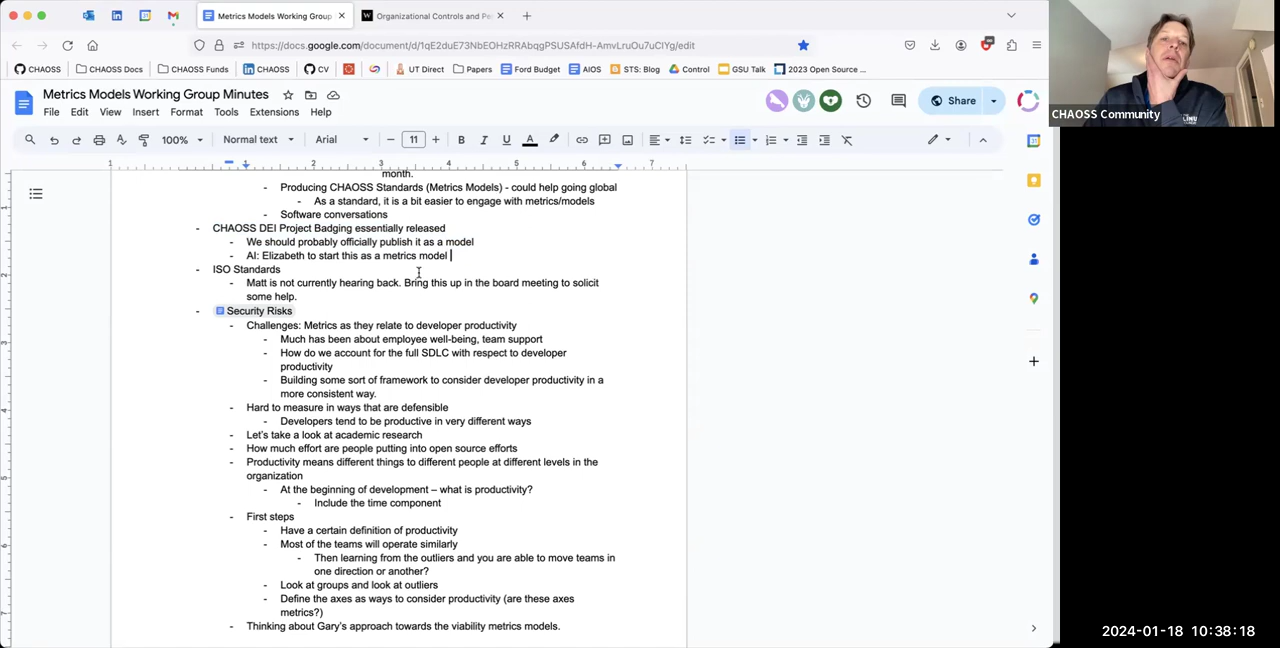 Metrics Models Working Group
Organizational Controls and Pe
https://docs.google.com/document/d/1qE2duE73NbEOHzRRAbqgPSUSAfdH-AmvLruOu7uCIYg/edit
CHAOSS
CHAOSS Docs
CHAOSS Funds
CHAOSS
CV
UT Direct
Papers
Ford Budget
AIOS
STS: Blog
Control
GSU Talk
2023 Open Source ...
Metrics Models Working Group Minutes
File Edit View Insert Format Tools Extensions Help
Share
100% Normal text Arial 11
1 1 2 3 4 5 6 7
month.
- Producing CHAOSS Standards (Metrics Models) - could help going global
- As a standard, it is a bit easier to engage with metrics/models
- Software conversations
- CHAOSS DEI Project Badging essentially released
- We should probably officially publish it as a model
- AI: Elizabeth to start this as a metrics model
- ISO Standards
- Matt is not currently hearing back. Bring this up in the board meeting to solicit
some help.
- Security Risks
- Challenges: Metrics as they relate to developer productivity
- Much has been about employee well-being, team support
- How do we account for the full SDLC with respect to developer
productivity
- Building some sort of framework to consider developer productivity in a
more consistent way.
- Hard to measure in ways that are defensible
- Developers tend to be productive in very different ways
- Let's take a look at academic research
- How much effort are people putting into open source efforts
- Productivity means different things to different people at different levels in the
organization
- At the beginning of development – what is productivity?
- Include the time component
- First steps
- Have a certain definition of productivity
- Most of the teams will operate similarly
- Then learning from the outliers and you are able to move teams in
one direction or another?
- Look at groups and look at outliers
- Define the axes as ways to consider productivity (are these axes
metrics?)
- Thinking about Gary's approach towards the viability metrics models.
CHAOSS Community
2024-01-18 10:38:18